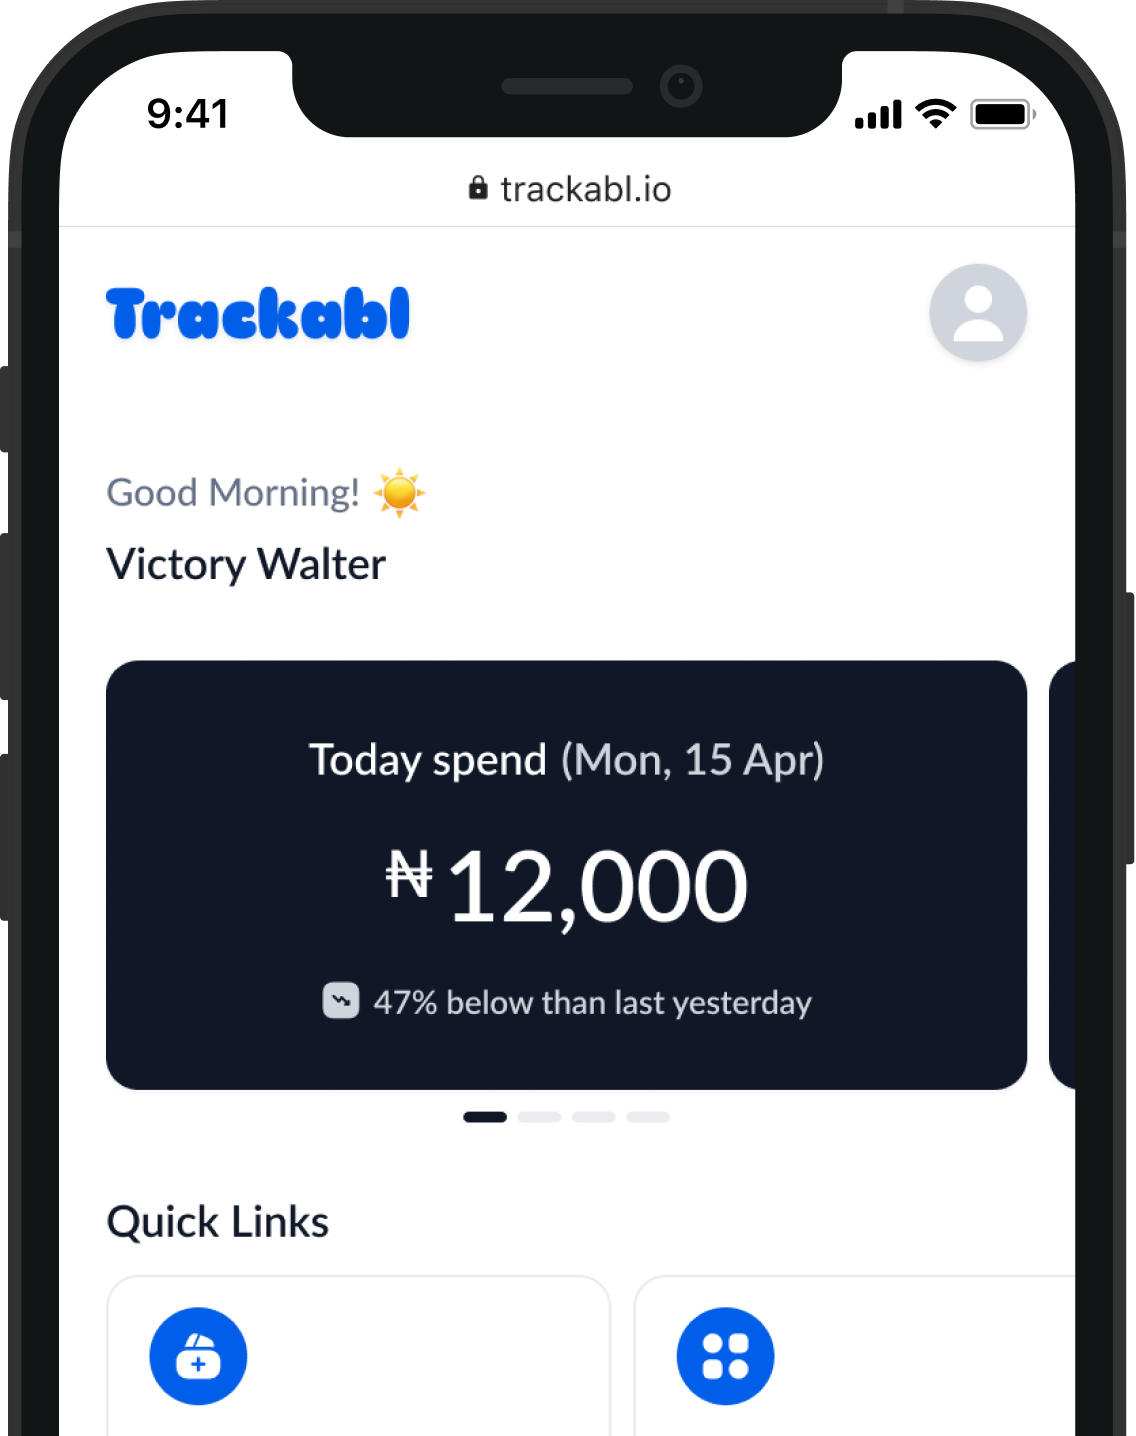 9:41
trackabl.io
Trackabl
Good Morning! ☀️
Victory Walter
Today spend (Mon, 15 Apr)
₦12,000
47% below than last yesterday
Quick Links